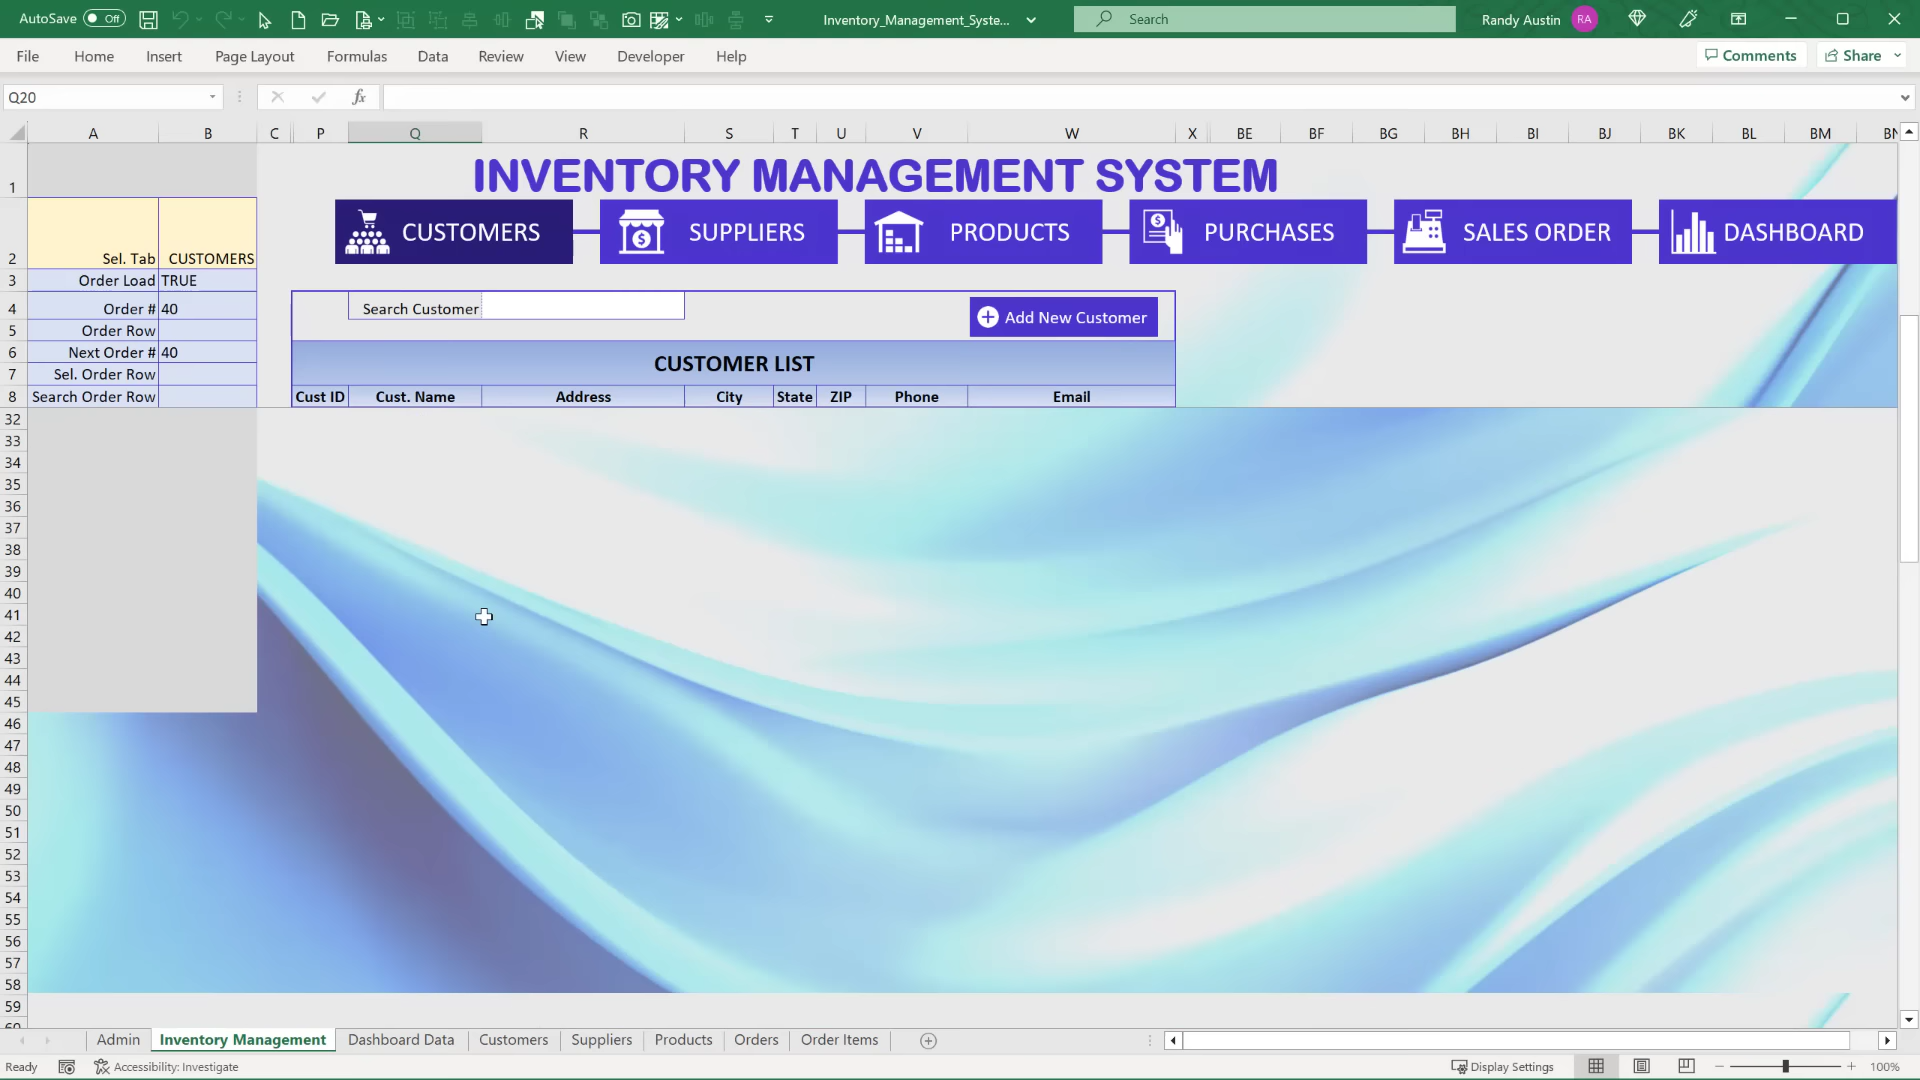 AutoSave Off Inventory_Management_Syste... Search Randy Austin RA
File Home Insert Page Layout Formulas Data Review View Developer Help Comments Share
Q20 fx
A B C P Q R S T U V W X BE BF BG BH BI BJ BK BL BM BN
1 INVENTORY MANAGEMENT SYSTEM
CUSTOMERS SUPPLIERS PRODUCTS PURCHASES SALES ORDER DASHBOARD
2 Sel. Tab CUSTOMERS
3 Order Load TRUE
4 Order # 40 Search Customer Add New Customer
5 Order Row
6 Next Order # 40 CUSTOMER LIST
7 Sel. Order Row
8 Search Order Row Cust ID Cust. Name Address City State ZIP Phone Email
32
33
34
35
36
37
38
39
40
41
42
43
44
45
46
47
48
49
50
51
52
53
54
55
56
57
58
59
60
Admin Inventory Management Dashboard Data Customers Suppliers Products Orders Order Items
Ready Accessibility: Investigate Display Settings 100%